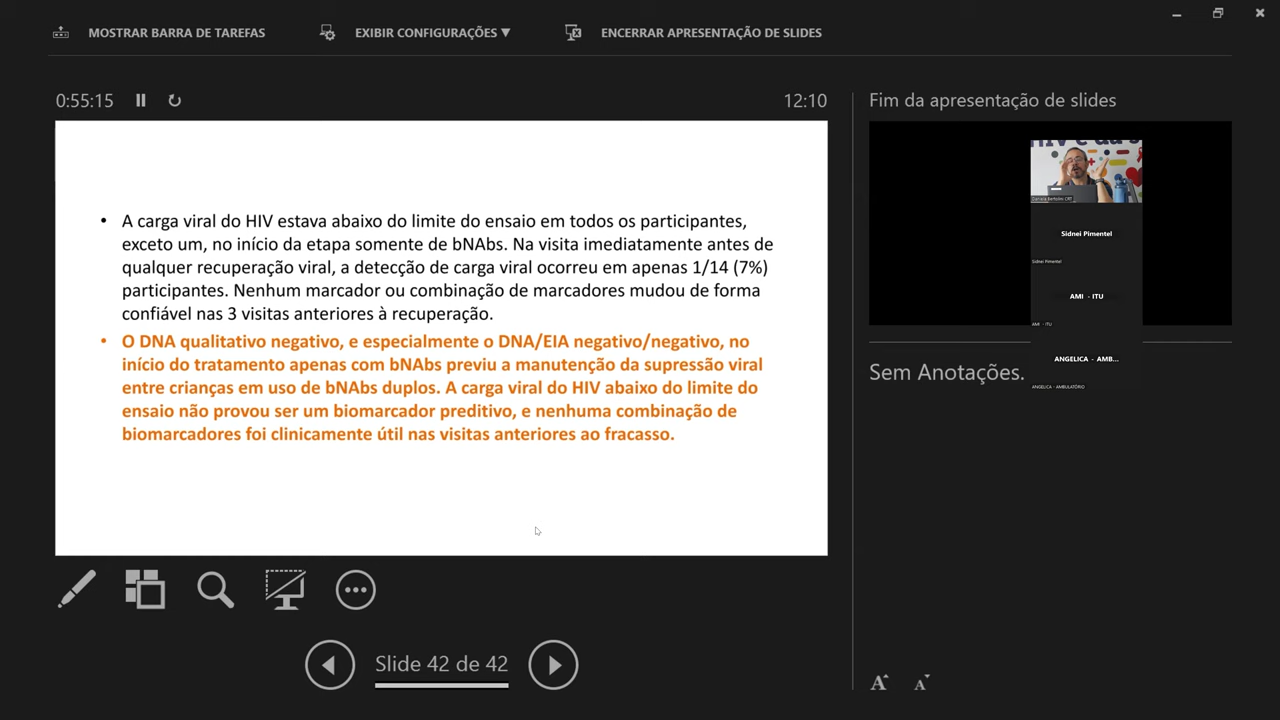 MOSTRAR BARRA DE TAREFAS
EXIBIR CONFIGURAÇÕES ▼
ENCERRAR APRESENTAÇÃO DE SLIDES
0:55:15
12:10
• A carga viral do HIV estava abaixo do limite do ensaio em todos os participantes,
exceto um, no início da etapa somente de bNAbs. Na visita imediatamente antes de
qualquer recuperação viral, a detecção de carga viral ocorreu em apenas 1/14 (7%)
participantes. Nenhum marcador ou combinação de marcadores mudou de forma
confiável nas 3 visitas anteriores à recuperação.
• O DNA qualitativo negativo, e especialmente o DNA/EIA negativo/negativo, no
início do tratamento apenas com bNAbs previu a manutenção da supressão viral
entre crianças em uso de bNAbs duplos. A carga viral do HIV abaixo do limite do
ensaio não provou ser um biomarcador preditivo, e nenhuma combinação de
biomarcadores foi clinicamente útil nas visitas anteriores ao fracasso.
Slide 42 de 42
Fim da apresentação de slides
Sidnei Pimentel
Sidnei Pimentel
AMI - ITU
AMI - ITU
ANGELICA - AMB...
ANGELICA - AMBULATÓRIO
Sem Anotações.
A A